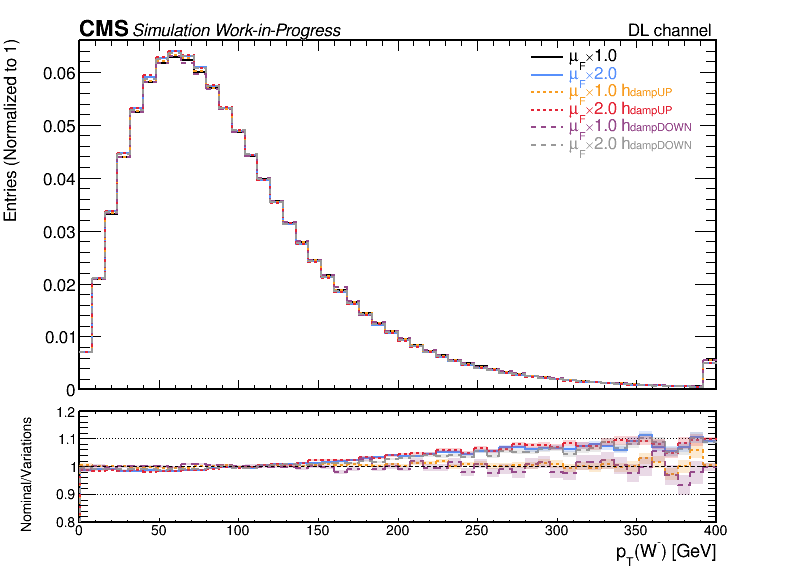 CMS Simulation Work-in-Progress DL channel
Entries (Normalized to 1)
μF×1.0
μF×2.0
μF×1.0 hdampUP
μF×2.0 hdampUP
μF×1.0 hdampDOWN
μF×2.0 hdampDOWN
0.06
0.05
0.04
0.03
0.02
0.01
0
Nominal/Variations
1.2
1.1
1
0.9
0.8
0 50 100 150 200 250 300 350 400
pT(W-) [GeV]